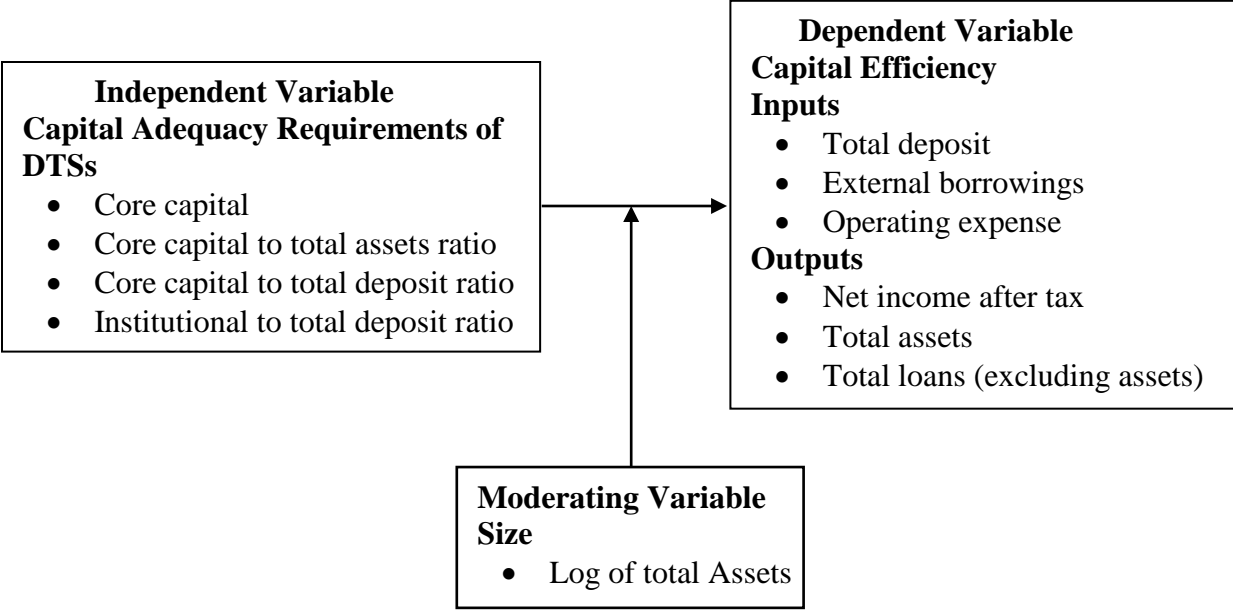 Independent Variable
Capital Adequacy Requirements of
DTSs
• Core capital
• Core capital to total assets ratio
• Core capital to total deposit ratio
• Institutional to total deposit ratio
Dependent Variable
Capital Efficiency
Inputs
• Total deposit
• External borrowings
• Operating expense
Outputs
• Net income after tax
• Total assets
• Total loans (excluding assets)
Moderating Variable
Size
• Log of total Assets